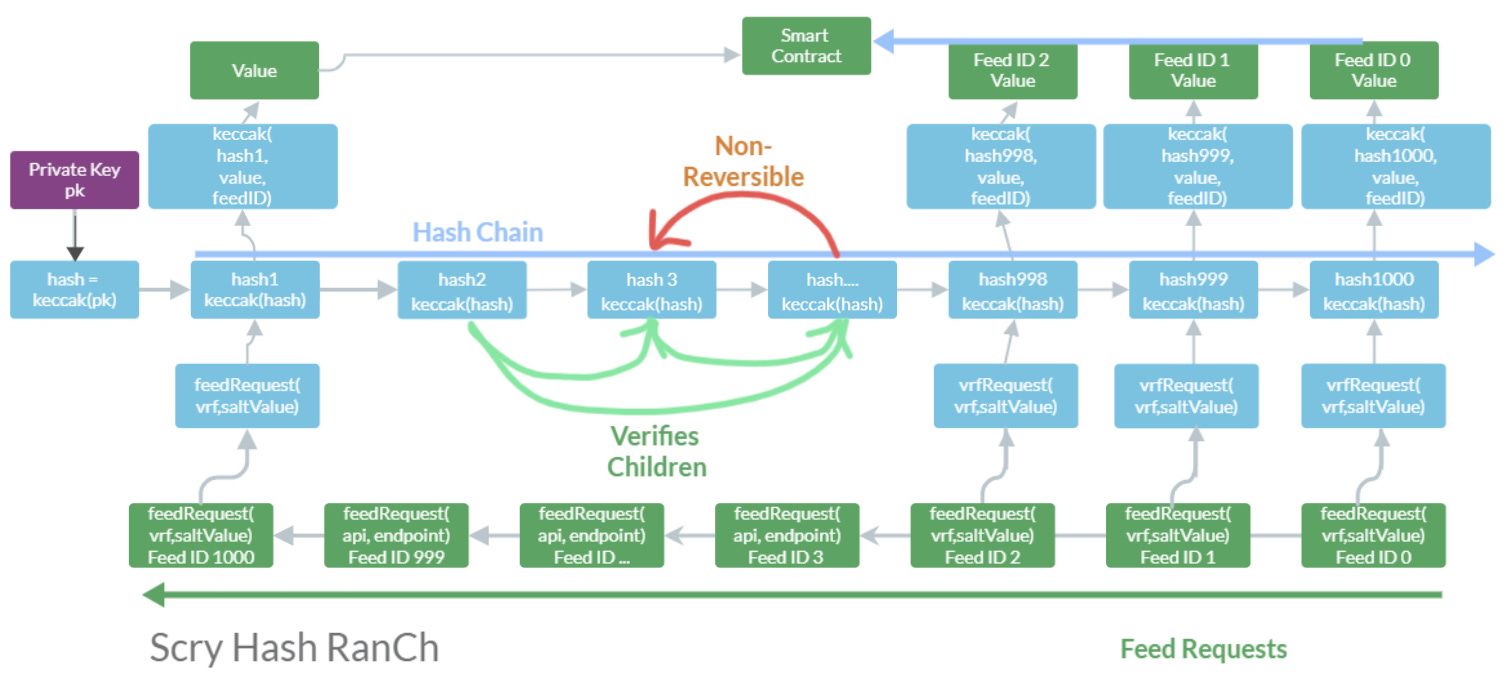 Smart
Contract
Value
Feed ID 2
Value
Feed ID 1
Value
Feed ID 0
Value
keccak(
hash1,
value,
feedID)
keccak(
hash998,
value,
feedID)
keccak(
hash999,
value,
feedID)
keccak(
hash1000,
value,
feedID)
Private Key
pk
Non-
Reversible
Hash Chain
hash =
keccak(pk)
hash1
keccak(hash)
hash2
keccak(hash)
hash 3
keccak(hash)
hash....
keccak(hash)
hash998
keccak(hash)
hash999
keccak(hash)
hash1000
keccak(hash)
feedRequest(
vrf,saltValue)
vrfRequest(
vrf,saltValue)
vrfRequest(
vrf,saltValue)
vrfRequest(
vrf,saltValue)
Verifies
Children
feedRequest(
vrf,saltValue)
Feed ID 1000
feedRequest(
api, endpoint)
Feed ID 999
feedRequest(
api, endpoint)
Feed ID ...
feedRequest(
api, endpoint)
Feed ID 3
feedRequest(
vrf,saltValue)
Feed ID 2
feedRequest(
vrf,saltValue)
Feed ID 1
feedRequest(
vrf,saltValue)
Feed ID 0
Scry Hash RanCh
Feed Requests